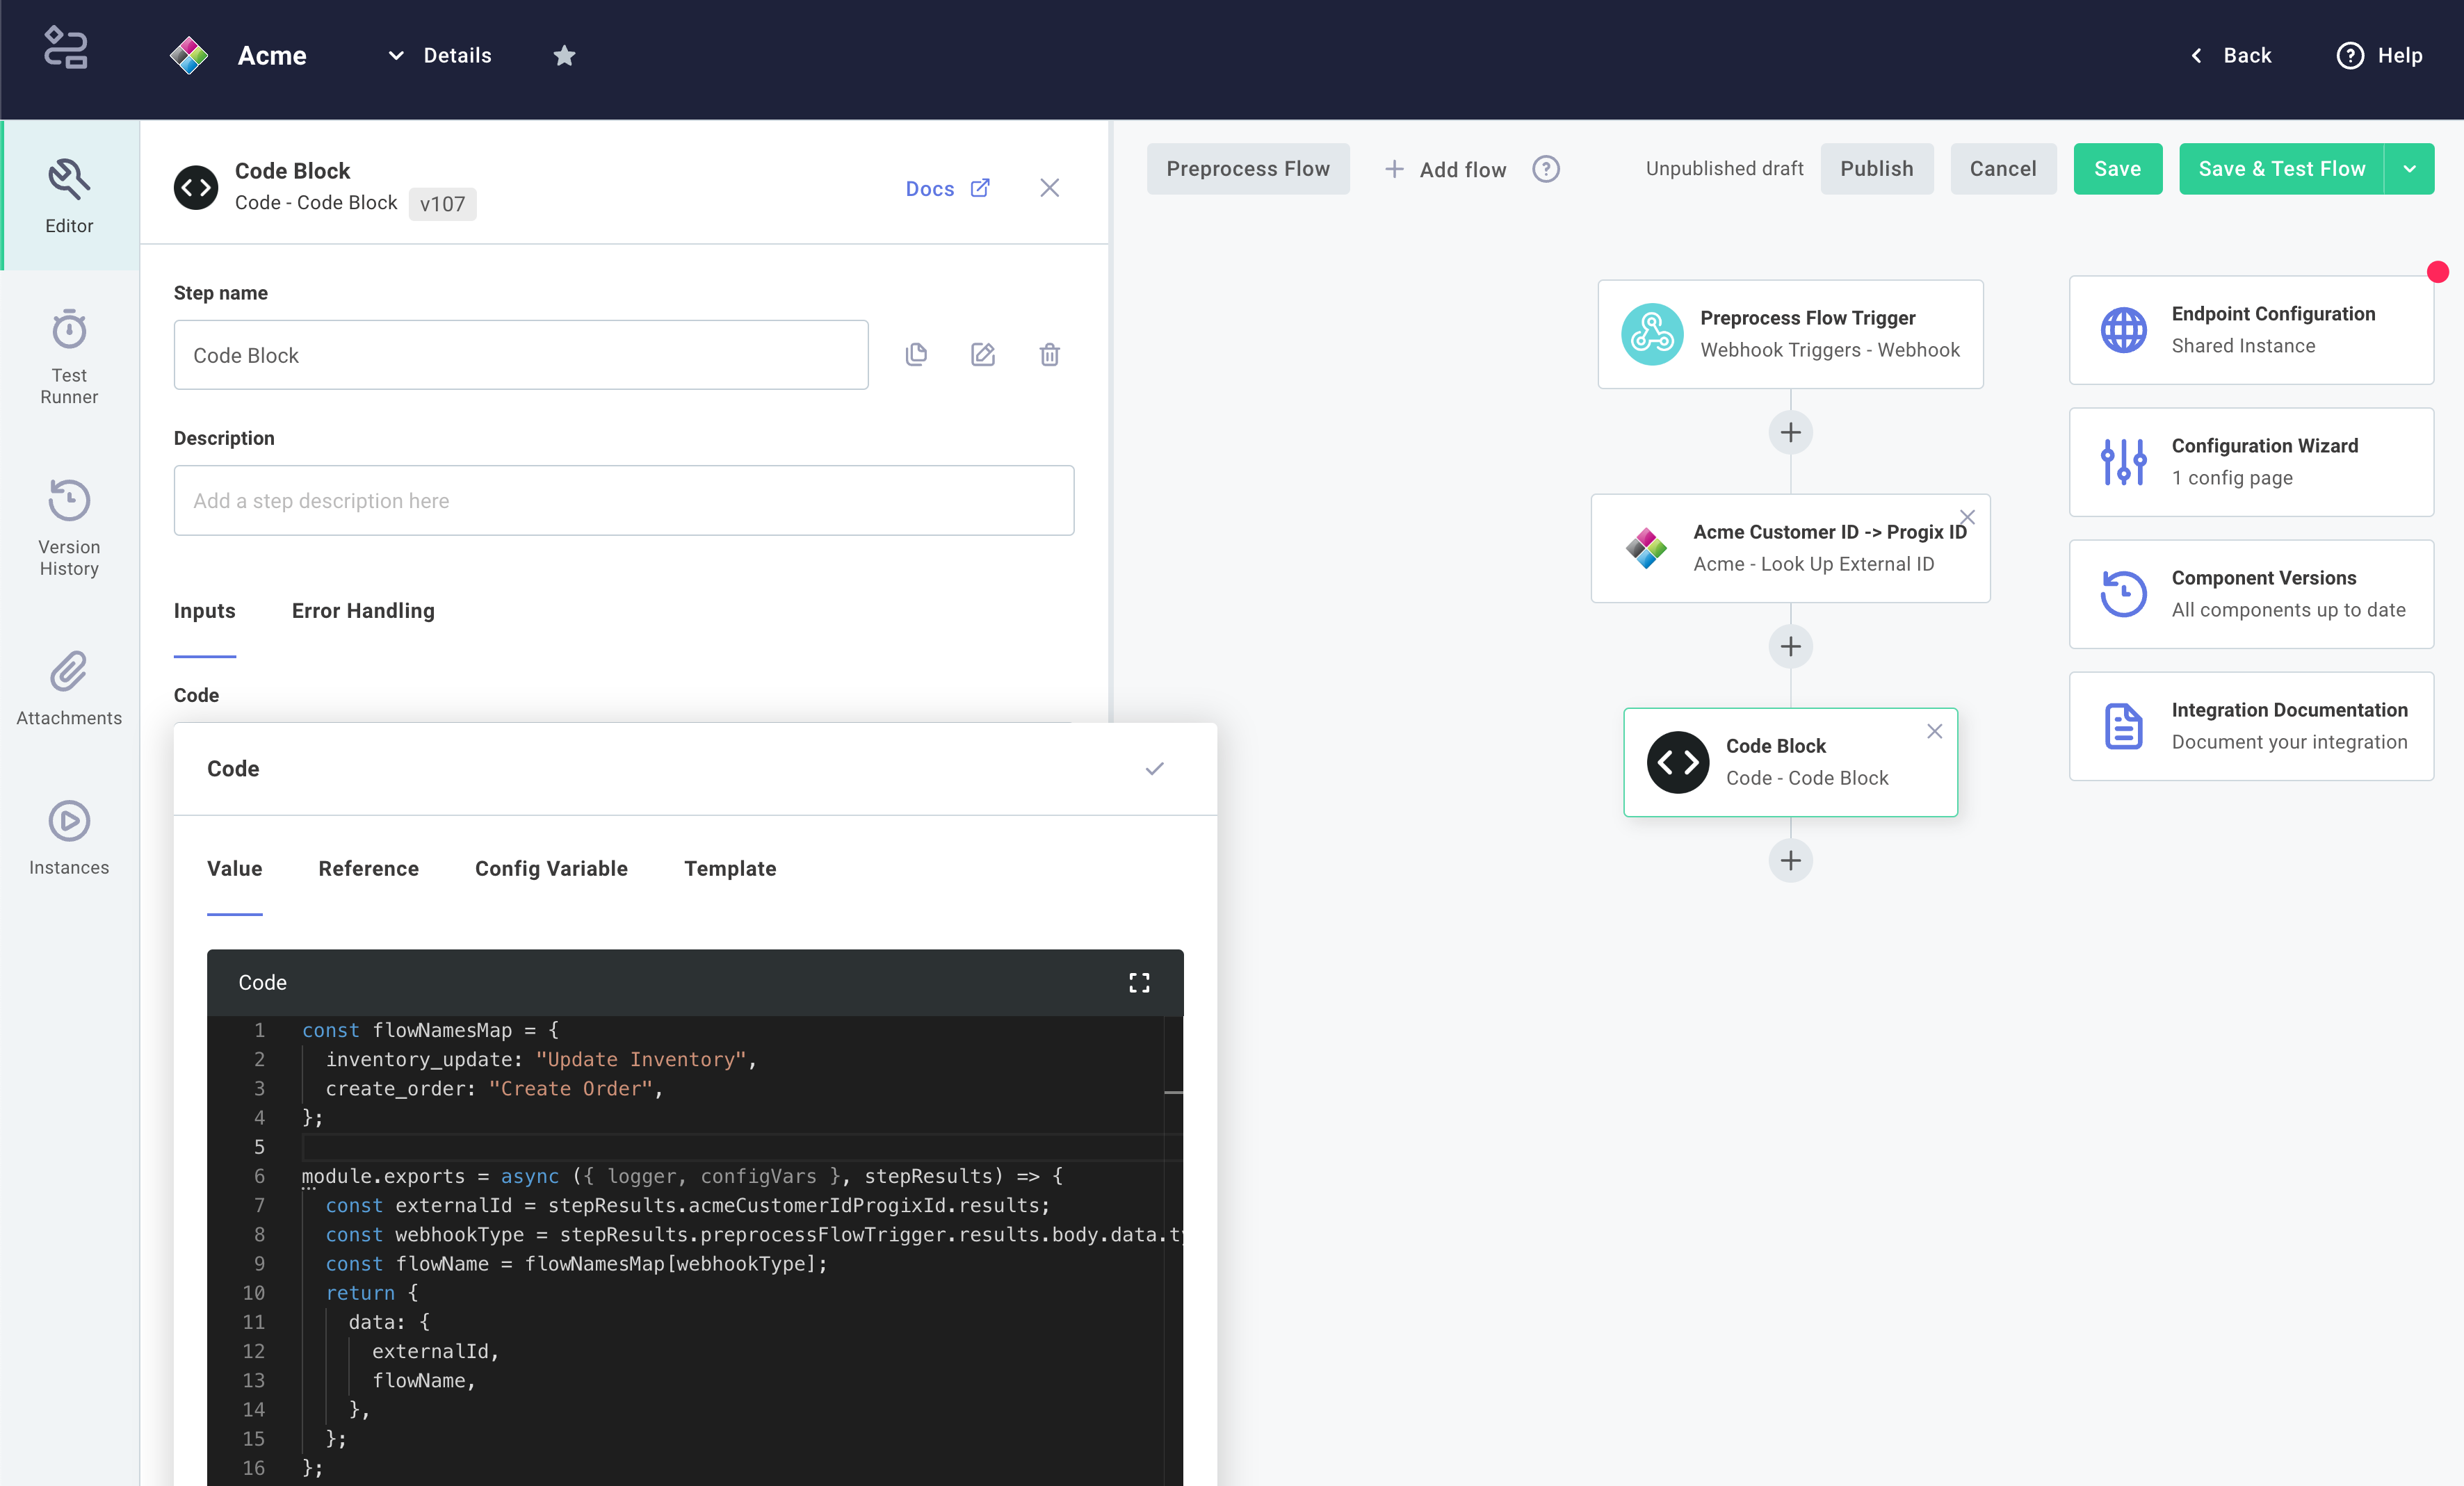 Acme
Details
Back
Help
Editor
Test
Runner
Version
History
Attachments
Instances
Code Block
Code - Code Block
v107
Docs
Step name
Code Block
Description
Add a step description here
Inputs
Error Handling
Code
Code
Value
Reference
Config Variable
Template
Code
1 const flowNamesMap = {
2 inventory_update: "Update Inventory",
3 create_order: "Create Order",
4 };
5
6 module.exports = async ({ logger, configVars }, stepResults) => {
7 const externalId = stepResults.acmeCustomerIdProgixId.results;
8 const webhookType = stepResults.preprocessFlowTrigger.results.body.data.ty
9 const flowName = flowNamesMap[webhookType];
10 return {
11 data: {
12 externalId,
13 flowName,
14 },
15 };
16 };
Preprocess Flow
Add flow
Unpublished draft
Publish
Cancel
Save
Save & Test Flow
Preprocess Flow Trigger
Webhook Triggers - Webhook
Acme Customer ID -> Progix ID
Acme - Look Up External ID
Code Block
Code - Code Block
Endpoint Configuration
Shared Instance
Configuration Wizard
1 config page
Component Versions
All components up to date
Integration Documentation
Document your integration